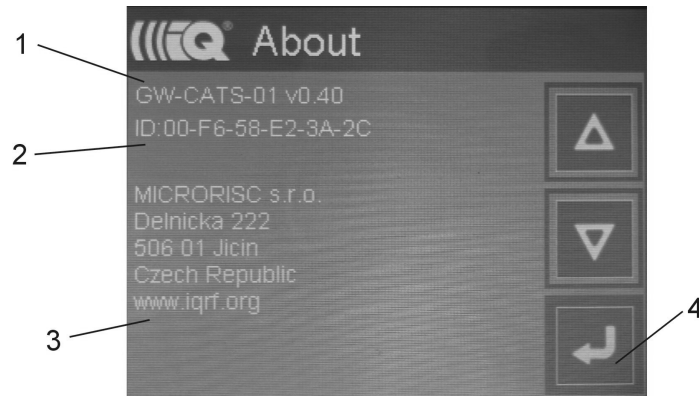 IQ® About
1
GW-CATS-01 v0.40
ID:00-F6-58-E2-3A-2C
2
MICRORISC s.r.o.
Delnicka 222
506 01 Jicin
Czech Republic
www.iqrf.org
3
4